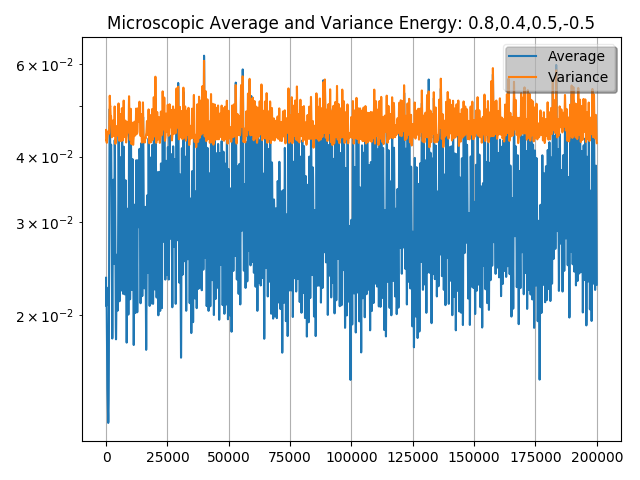 Microscopic Average and Variance Energy: 0.8,0.4,0.5,-0.5
Average
Variance
6 × 10⁻²
4 × 10⁻²
3 × 10⁻²
2 × 10⁻²
0 25000 50000 75000 100000 125000 150000 175000 200000